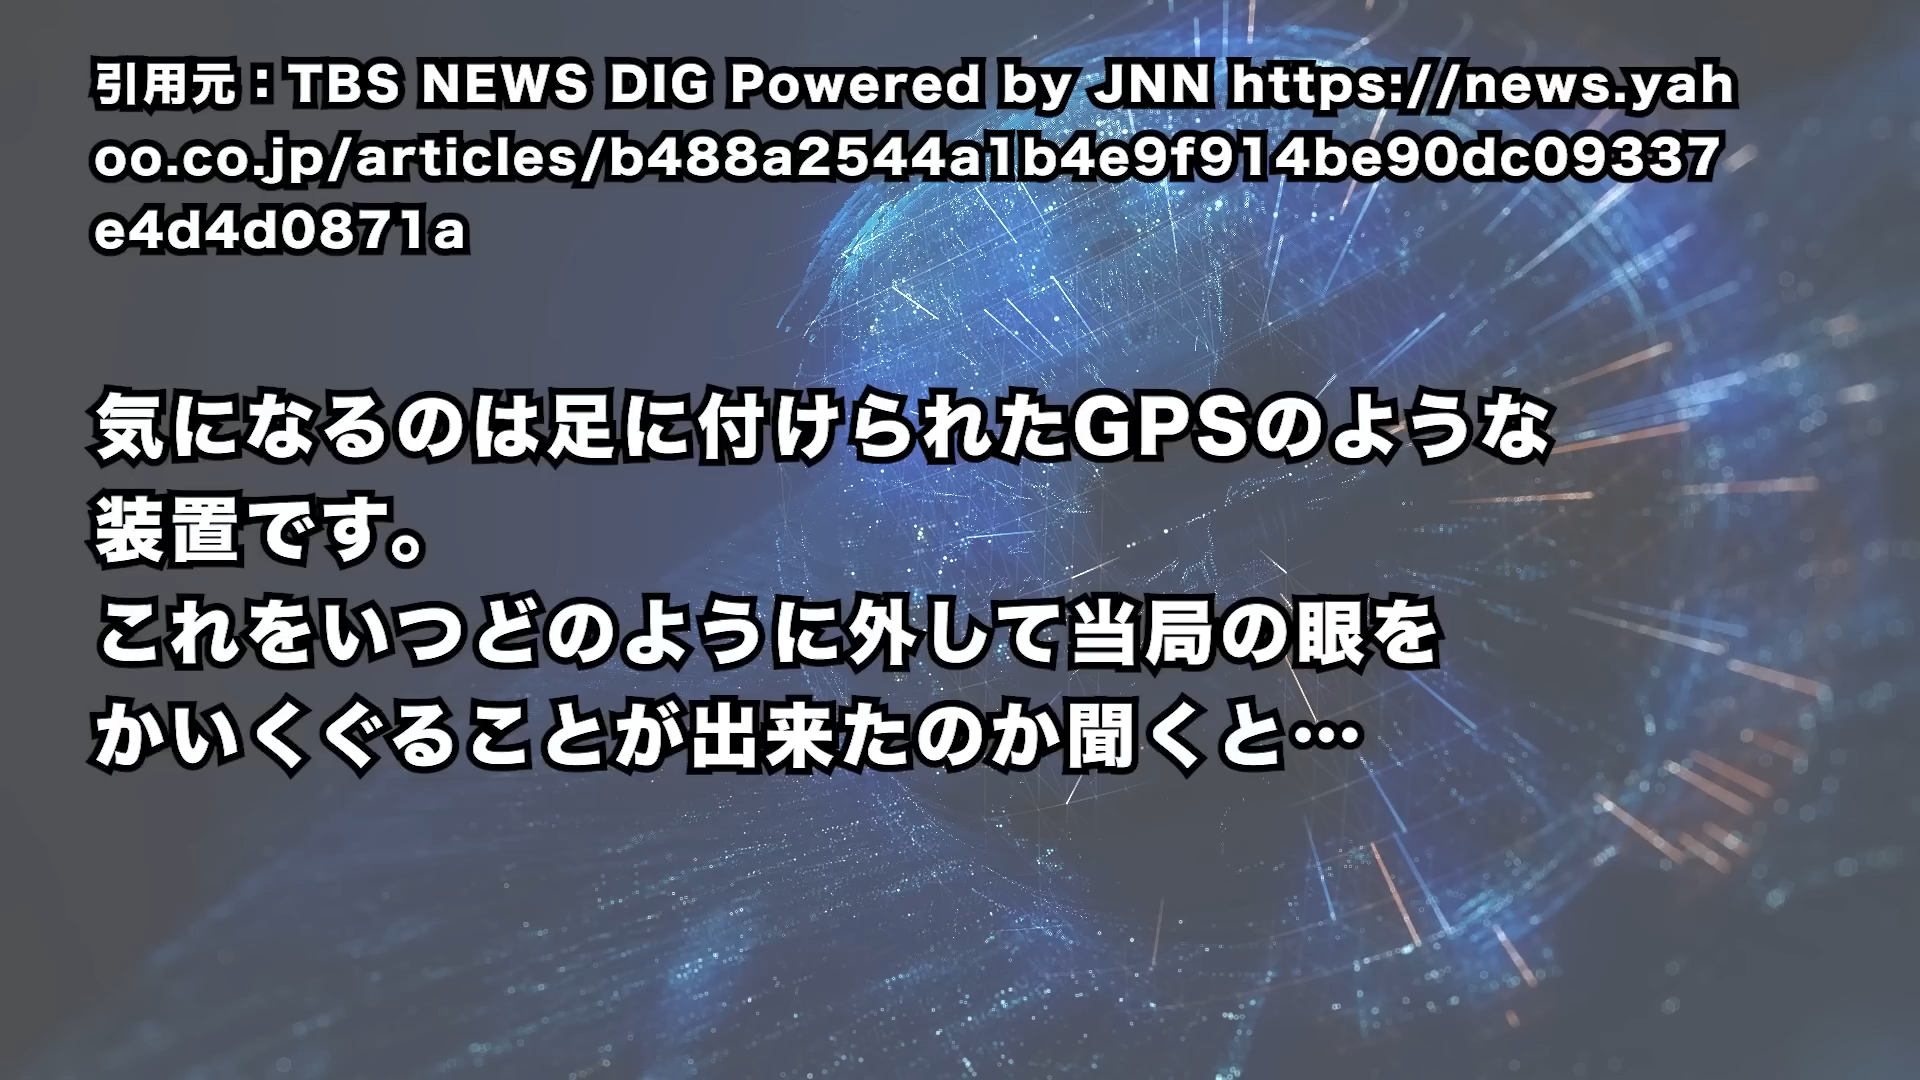 引用元：TBS NEWS DIG Powered by JNN https://news.yah
oo.co.jp/articles/b488a2544a1b4e9f914be90dc09337
e4d4d0871a
気になるのは足に付けられたGPSのような
装置です。
これをいつどのように外して当局の眼を
かいくぐることが出来たのか聞くと…